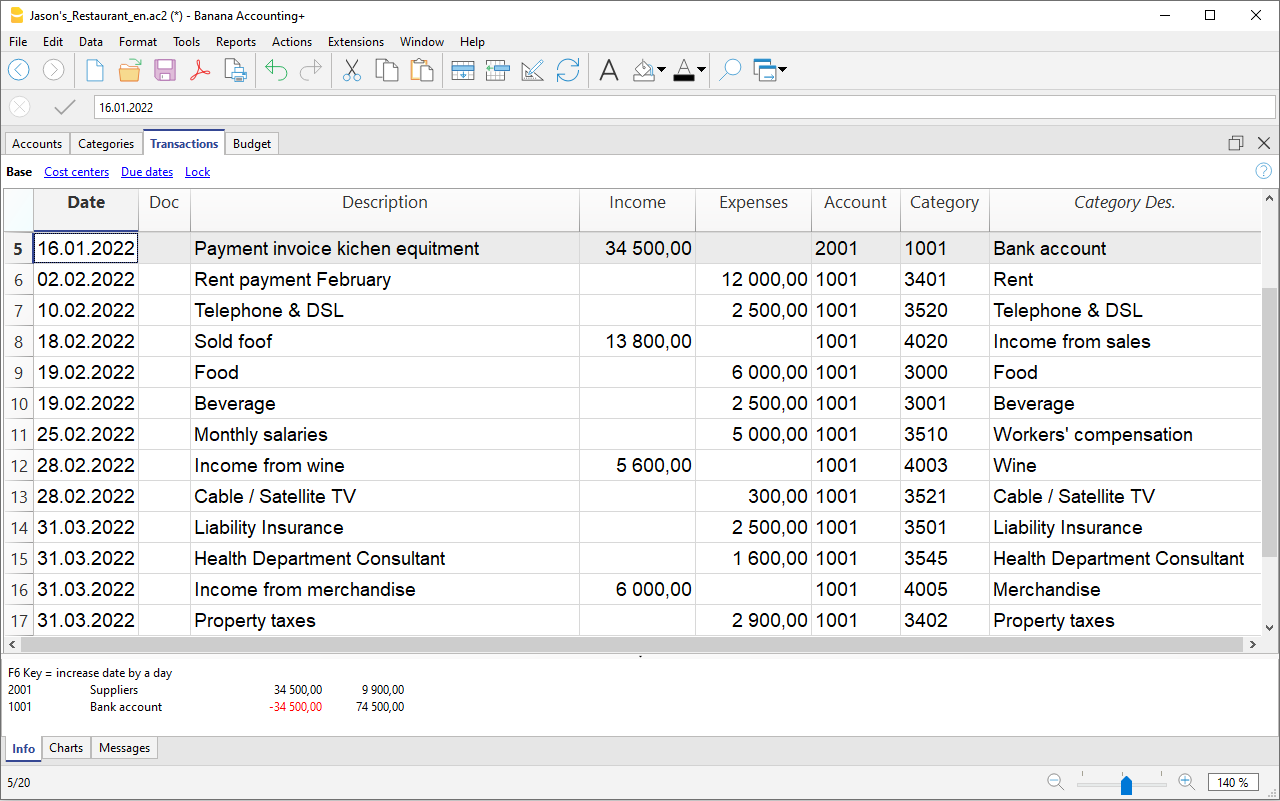 Jason's_Restaurant_en.ac2 (*) - Banana Accounting+
File Edit Data Format Tools Reports Actions Extensions Window Help
16.01.2022
Accounts Categories Transactions Budget
Base Cost centers Due dates Lock
Date Doc Description Income Expenses Account Category Category Des.
5 16.01.2022 Payment invoice kichen equitment 34 500,00 2001 1001 Bank account
6 02.02.2022 Rent payment February 12 000,00 1001 3401 Rent
7 10.02.2022 Telephone & DSL 2 500,00 1001 3520 Telephone & DSL
8 18.02.2022 Sold foof 13 800,00 1001 4020 Income from sales
9 19.02.2022 Food 6 000,00 1001 3000 Food
10 19.02.2022 Beverage 2 500,00 1001 3001 Beverage
11 25.02.2022 Monthly salaries 5 000,00 1001 3510 Workers' compensation
12 28.02.2022 Income from wine 5 600,00 1001 4003 Wine
13 28.02.2022 Cable / Satellite TV 300,00 1001 3521 Cable / Satellite TV
14 31.03.2022 Liability Insurance 2 500,00 1001 3501 Liability Insurance
15 31.03.2022 Health Department Consultant 1 600,00 1001 3545 Health Department Consultant
16 31.03.2022 Income from merchandise 6 000,00 1001 4005 Merchandise
17 31.03.2022 Property taxes 2 900,00 1001 3402 Property taxes
F6 Key = increase date by a day
2001 Suppliers 34 500,00 9 900,00
1001 Bank account -34 500,00 74 500,00
Info Charts Messages
5/20 140 %